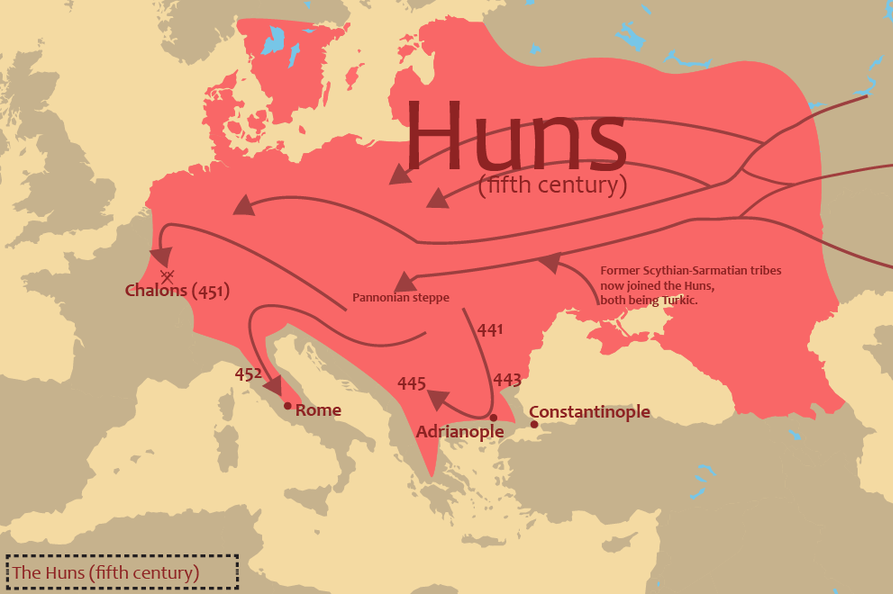 Huns
(fifth century)
Former Scythian-Sarmatian tribes
now joined the Huns,
both being Turkic.
Pannonian steppe
Chalons (451)
441
452
445
443
Rome
Constantinople
Adrianople
The Huns (fifth century)